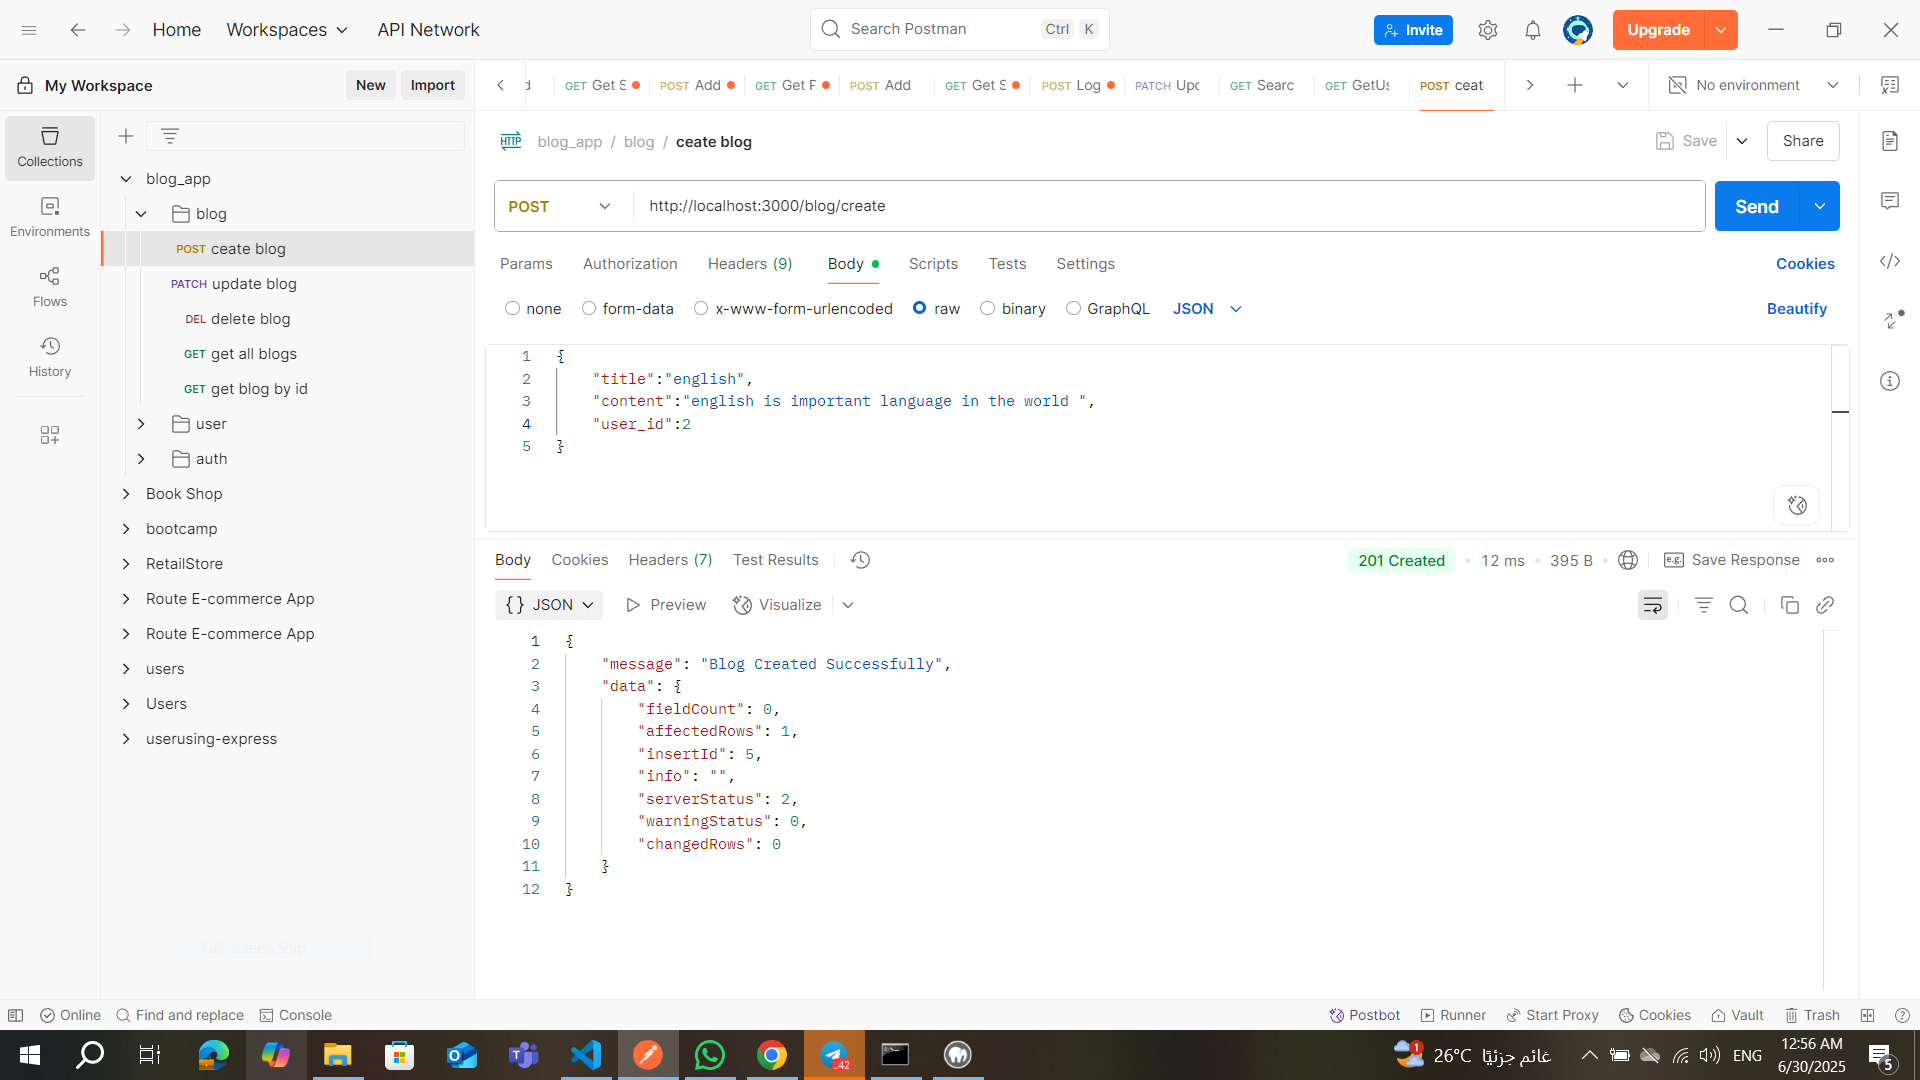 Home
Workspaces
API Network
Search Postman
Ctrl K
Invite
Upgrade
My Workspace
New
Import
GET Get S
POST Add
GET Get F
POST Add
GET Get S
POST Log
PATCH Upd
GET Searc
GET GetUs
POST ceat
No environment
Collections
Environments
Flows
History
blog_app
blog
POST ceate blog
PATCH update blog
DEL delete blog
GET get all blogs
GET get blog by id
user
auth
Book Shop
bootcamp
RetailStore
Route E-commerce App
Route E-commerce App
users
Users
userusing-express
HTTP blog_app / blog / ceate blog
Save
Share
POST
http://localhost:3000/blog/create
Send
Params
Authorization
Headers (9)
Body
Scripts
Tests
Settings
Cookies
none
form-data
x-www-form-urlencoded
raw
binary
GraphQL
JSON
Beautify
1 {
2 "title":"english",
3 "content":"english is important language in the world ",
4 "user_id":2
5 }
Body
Cookies
Headers (7)
Test Results
201 Created
12 ms
395 B
e.g. Save Response
{} JSON
Preview
Visualize
1 {
2 "message": "Blog Created Successfully",
3 "data": {
4 "fieldCount": 0,
5 "affectedRows": 1,
6 "insertId": 5,
7 "info": "",
8 "serverStatus": 2,
9 "warningStatus": 0,
10 "changedRows": 0
11 }
12 }
Full-screen Snip
Online
Find and replace
Console
Postbot
Runner
Start Proxy
Cookies
Vault
Trash
..42
1
26°C غائم جزئيًا
ENG
12:56 AM
6/30/2025
5